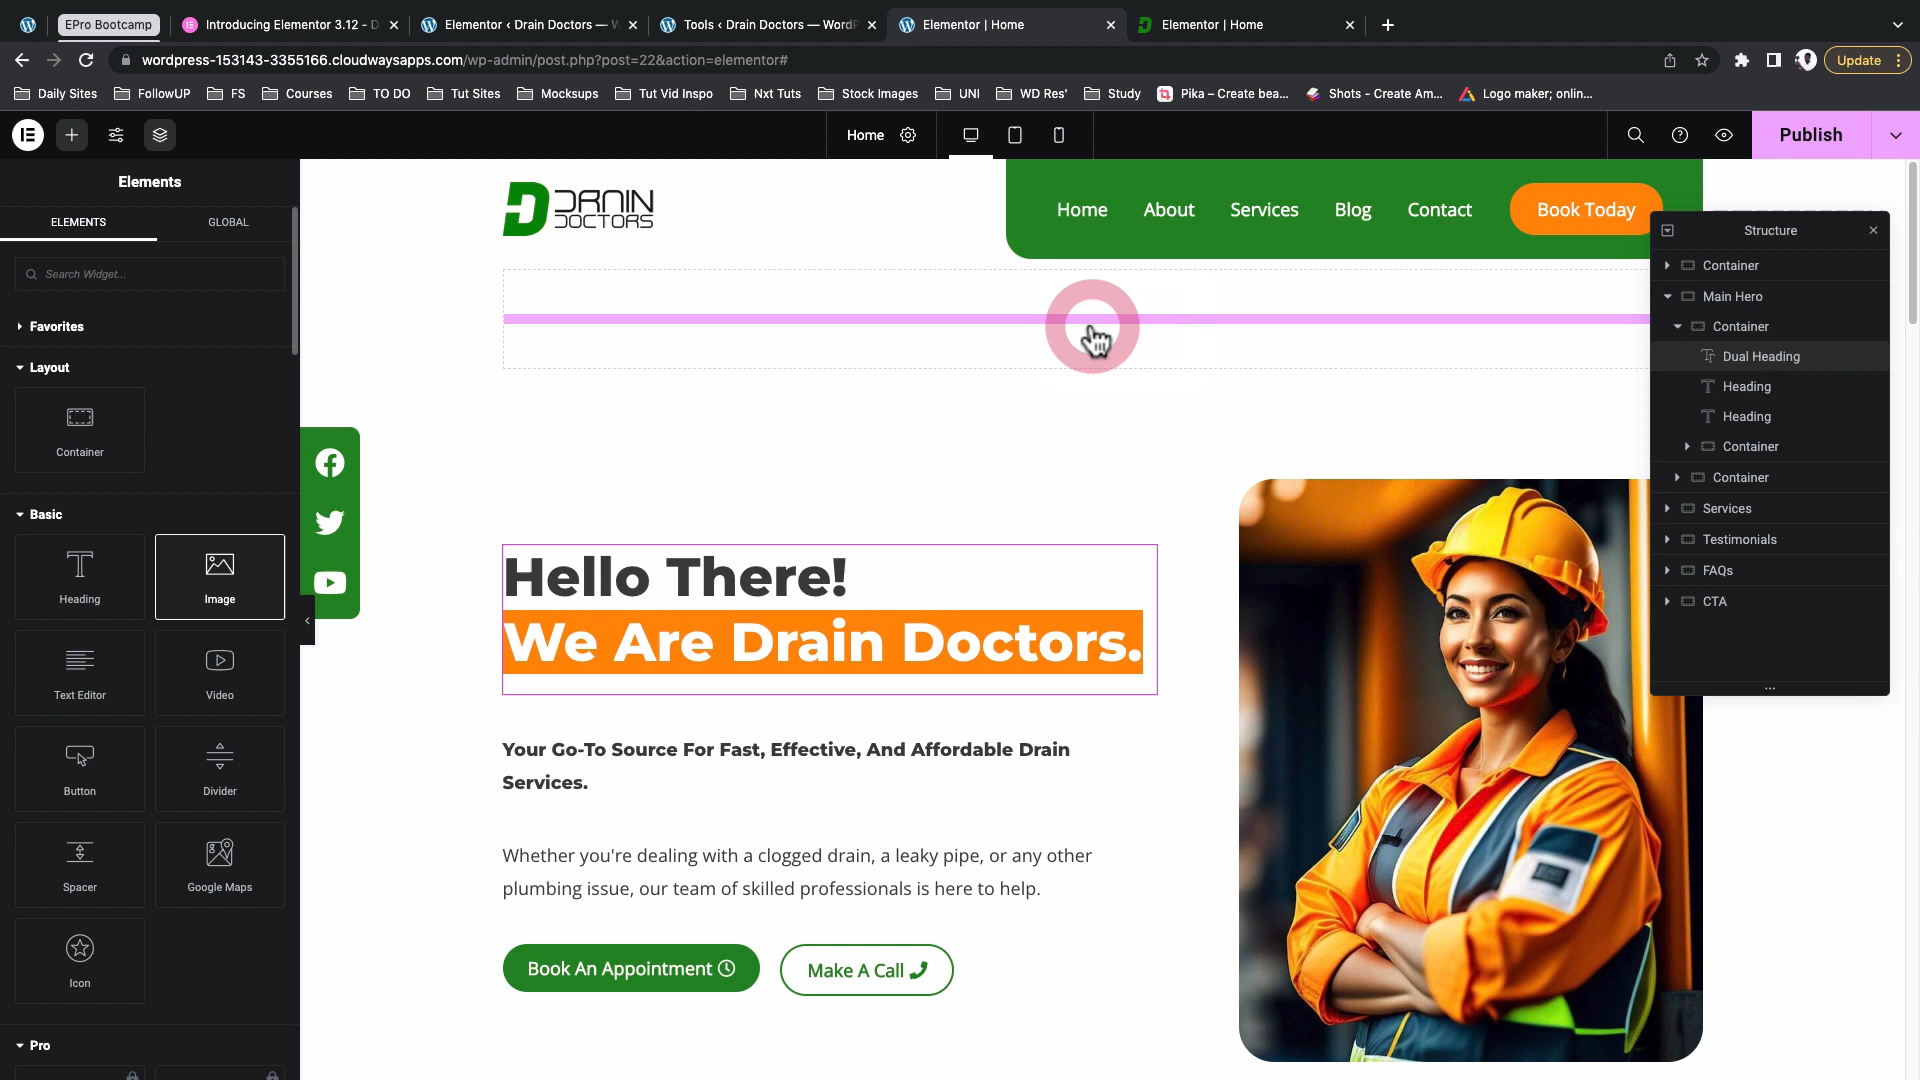 EPro Bootcamp
Introducing Elementor 3.12 - D
Elementor ‹ Drain Doctors — W
Tools ‹ Drain Doctors — WordP
Elementor | Home
Elementor | Home
wordpress-153143-3355166.cloudwaysapps.com/wp-admin/post.php?post=22&action=elementor#
Update
Daily Sites
FollowUP
FS
Courses
TO DO
Tut Sites
Mocksups
Tut Vid Inspo
Nxt Tuts
Stock Images
UNI
WD Res'
Study
Pika – Create bea...
Shots - Create Am...
Logo maker; onlin...
Home
Publish
Elements
ELEMENTS
GLOBAL
Search Widget...
Favorites
Layout
Container
Basic
Heading
Image
Text Editor
Video
Button
Divider
Spacer
Google Maps
Icon
Pro
DRAIN
DOCTORS
Home
About
Services
Blog
Contact
Book Today
Hello There!
We Are Drain Doctors.
Your Go-To Source For Fast, Effective, And Affordable Drain
Services.
Whether you're dealing with a clogged drain, a leaky pipe, or any other
plumbing issue, our team of skilled professionals is here to help.
Book An Appointment
Make A Call
Structure
Container
Main Hero
Container
Dual Heading
Heading
Heading
Container
Container
Services
Testimonials
FAQs
CTA